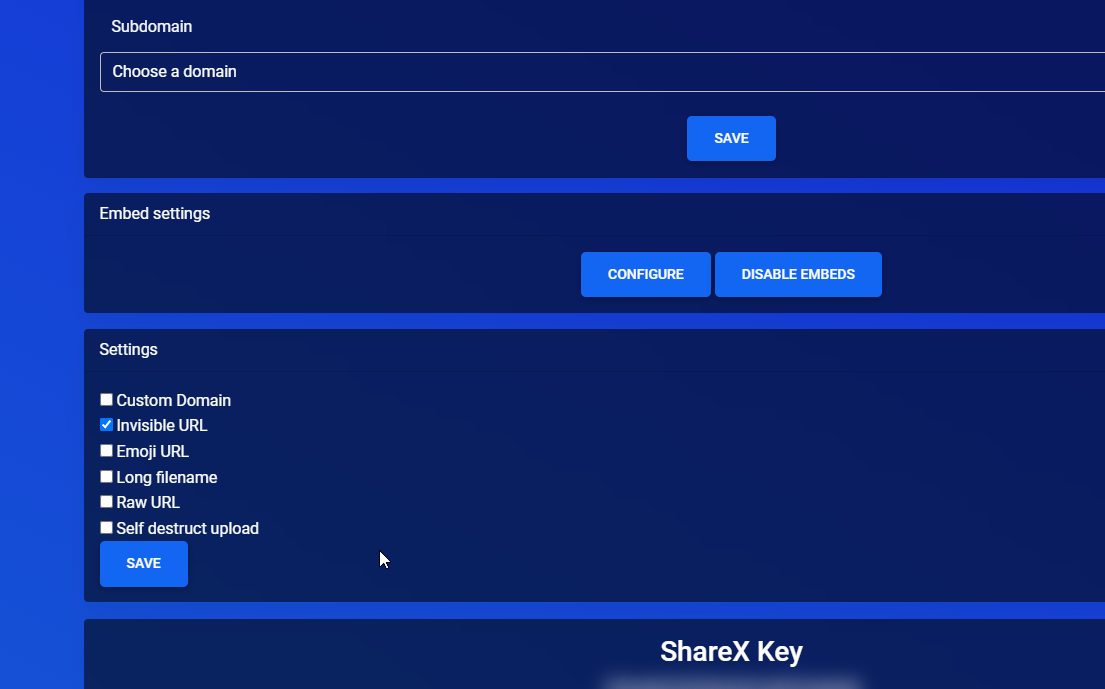 Subdomain
Choose a domain
SAVE
Embed settings
CONFIGURE DISABLE EMBEDS
Settings
Custom Domain
Invisible URL
Emoji URL
Long filename
Raw URL
Self destruct upload
SAVE
ShareX Key